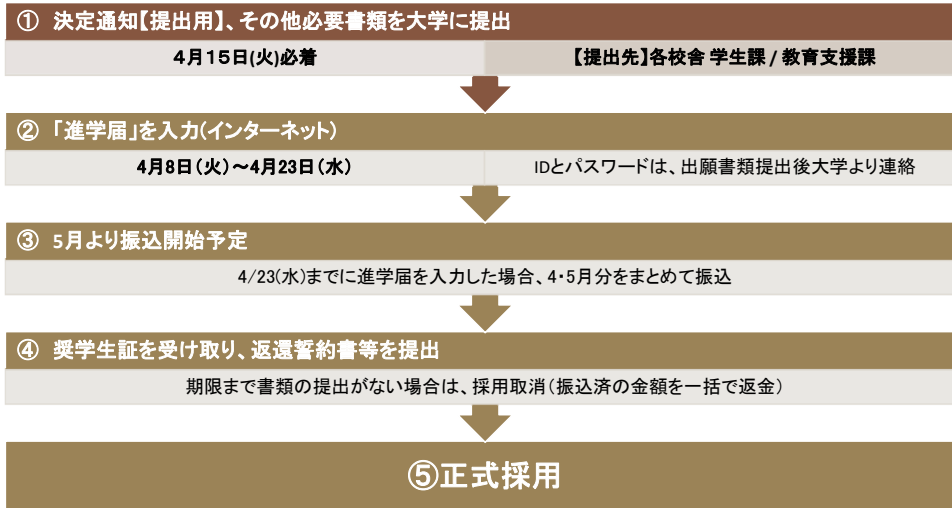 ① 決定通知【提出用】、その他必要書類を大学に提出
4月15日(火)必着
【提出先】各校舎 学生課 / 教育支援課
② 「進学届」を入力(インターネット)
4月8日(火)～4月23日(水)
IDとパスワードは、出願書類提出後大学より連絡
③ 5月より振込開始予定
4/23(水)までに進学届を入力した場合、4・5月分をまとめて振込
④ 奨学生証を受け取り、返還誓約書等を提出
期限まで書類の提出がない場合は、採用取消(振込済の金額を一括で返金)
⑤正式採用